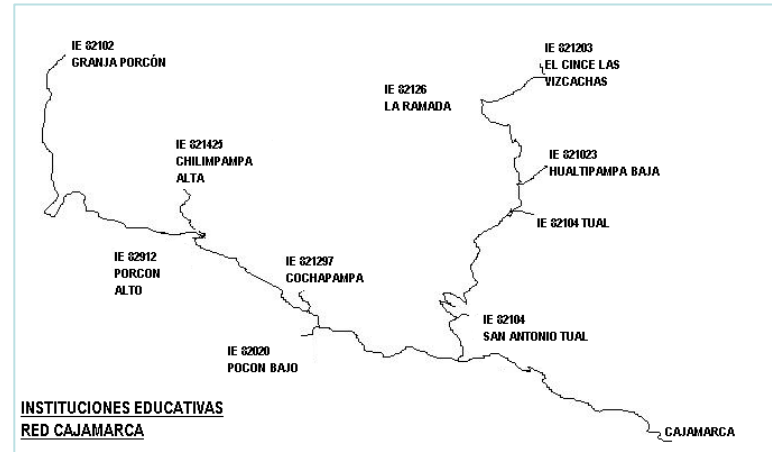 IE 82102
GRANJA PORCÓN
IE 821203
EL CINCE LAS
VIZCACHAS
IE 82126
LA RAMADA
IE 821425
CHILIMPAMPA
ALTA
IE 821023
HUALTIPAMPA BAJA
IE 82104 TUAL
IE 82912
PORCON
ALTO
IE 821297
COCHAPAMPA
IE 82104
SAN ANTONIO TUAL
IE 82020
POCON BAJO
INSTITUCIONES EDUCATIVAS
RED CAJAMARCA
CAJAMARCA